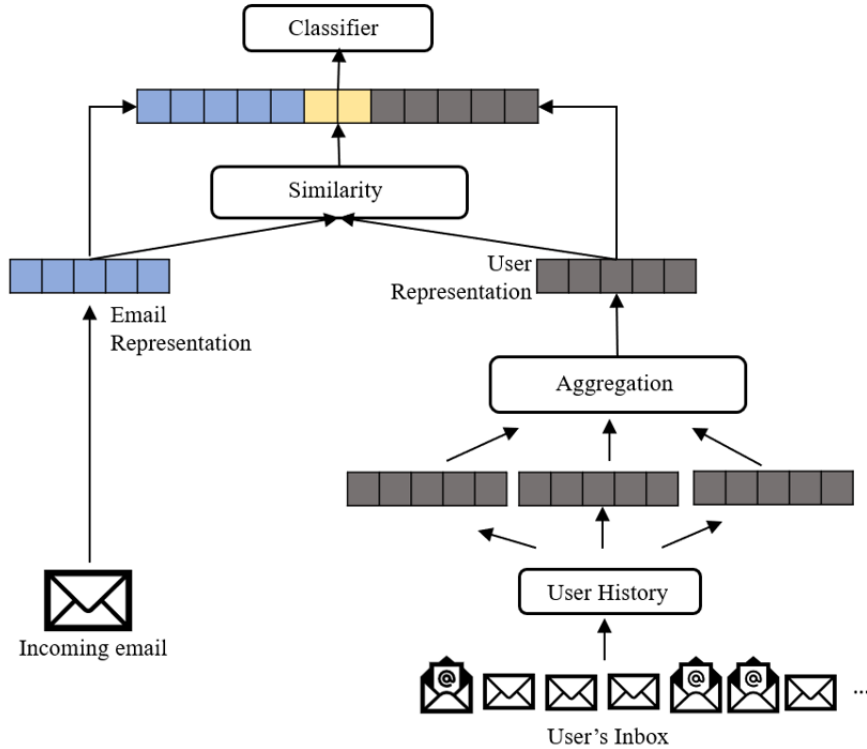 Classifier
Similarity
User
Representation
Email
Representation
Aggregation
User History
Incoming email
@ @ @
...
User's Inbox